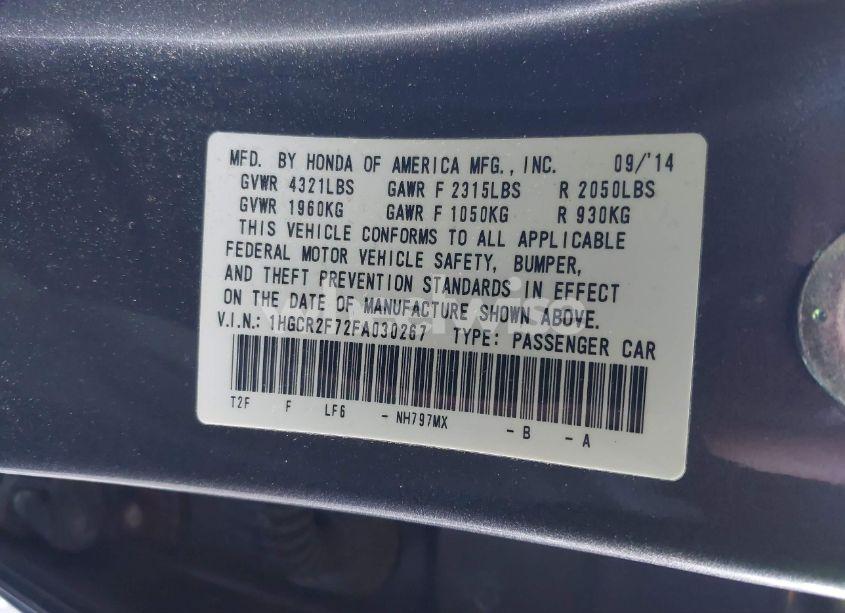 MFD. BY HONDA OF AMERICA MFG., INC. 09/'14
GVWR 4321LBS GAWR F 2315LBS R 2050LBS
GVWR 1960KG GAWR F 1050KG R 930KG
THIS VEHICLE CONFORMS TO ALL APPLICABLE
FEDERAL MOTOR VEHICLE SAFETY, BUMPER,
AND THEFT PREVENTION STANDARDS IN EFFECT
ON THE DATE OF MANUFACTURE SHOWN ABOVE.
V.I.N.: 1HGCR2F72FA030267 TYPE: PASSENGER CAR
T2F F LF6 - NH797MX - B - A